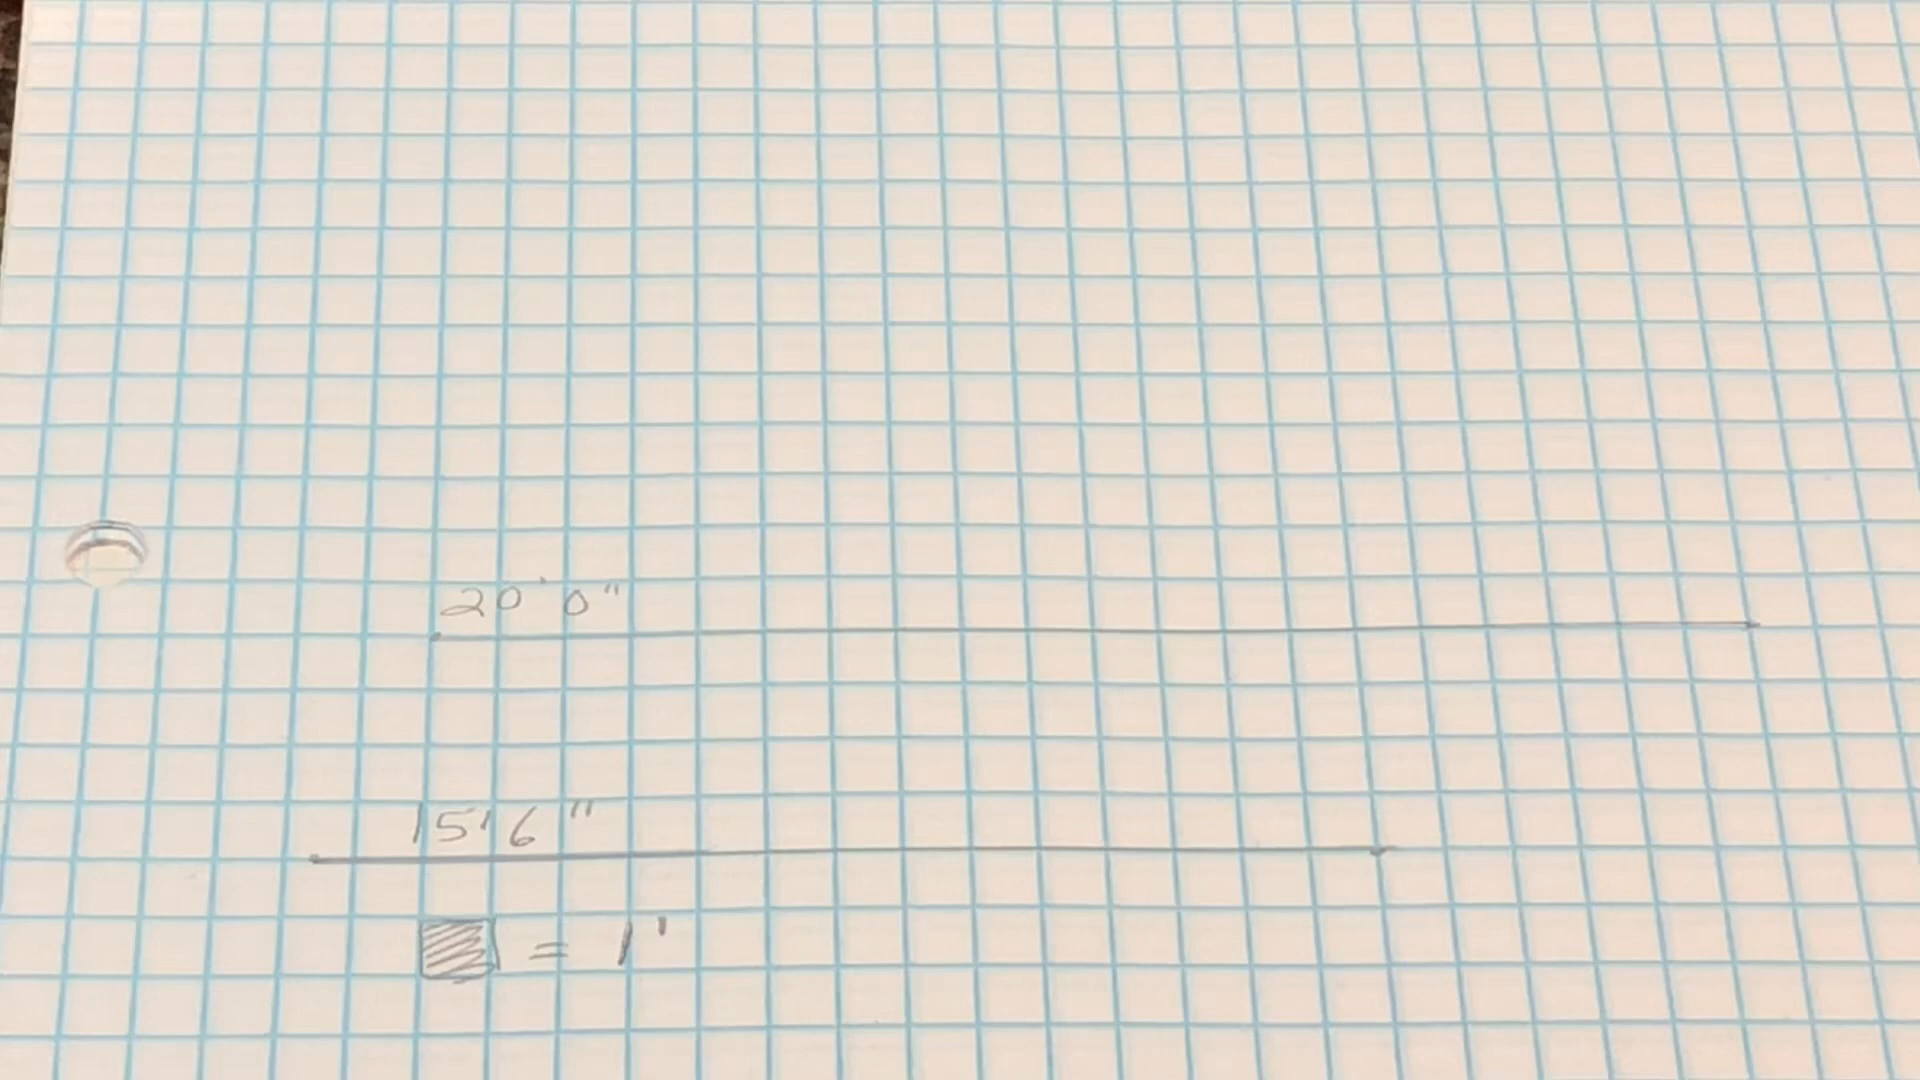 20' 0"
15' 6"
= 1'